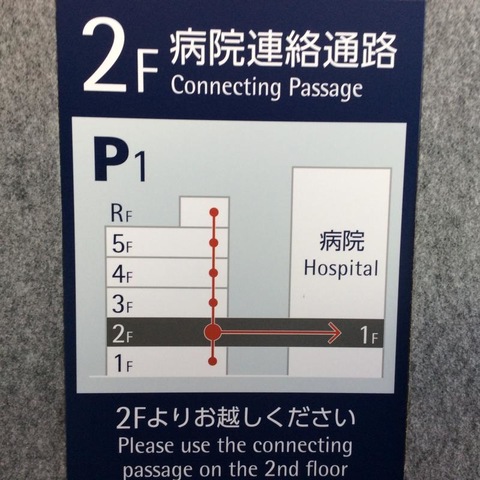 2F 病院連絡通路
Connecting Passage
P1
RF
5F
4F
3F
2F
1F
病院
Hospital
1F
2Fよりお越しください
Please use the connecting
passage on the 2nd floor